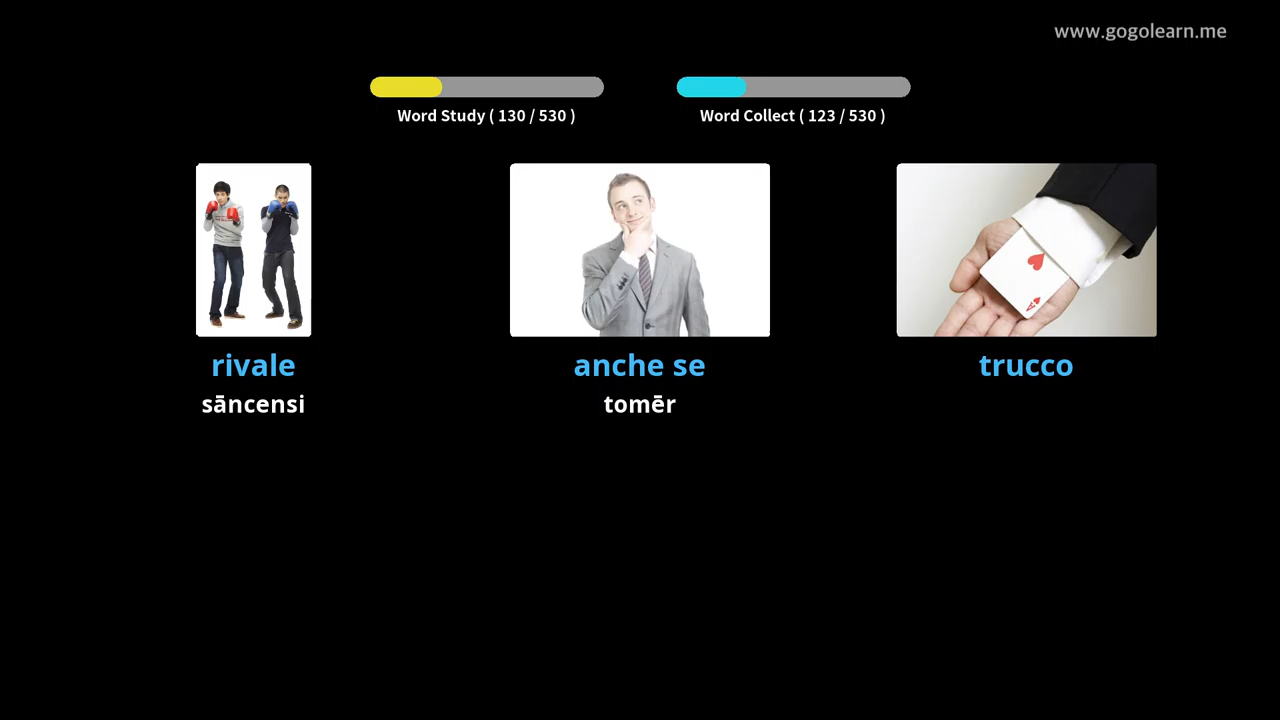 www.gogolearn.me
Word Study ( 130 / 530 )
Word Collect ( 123 / 530 )
rivale
anche se
trucco
sāncensi
tomēr